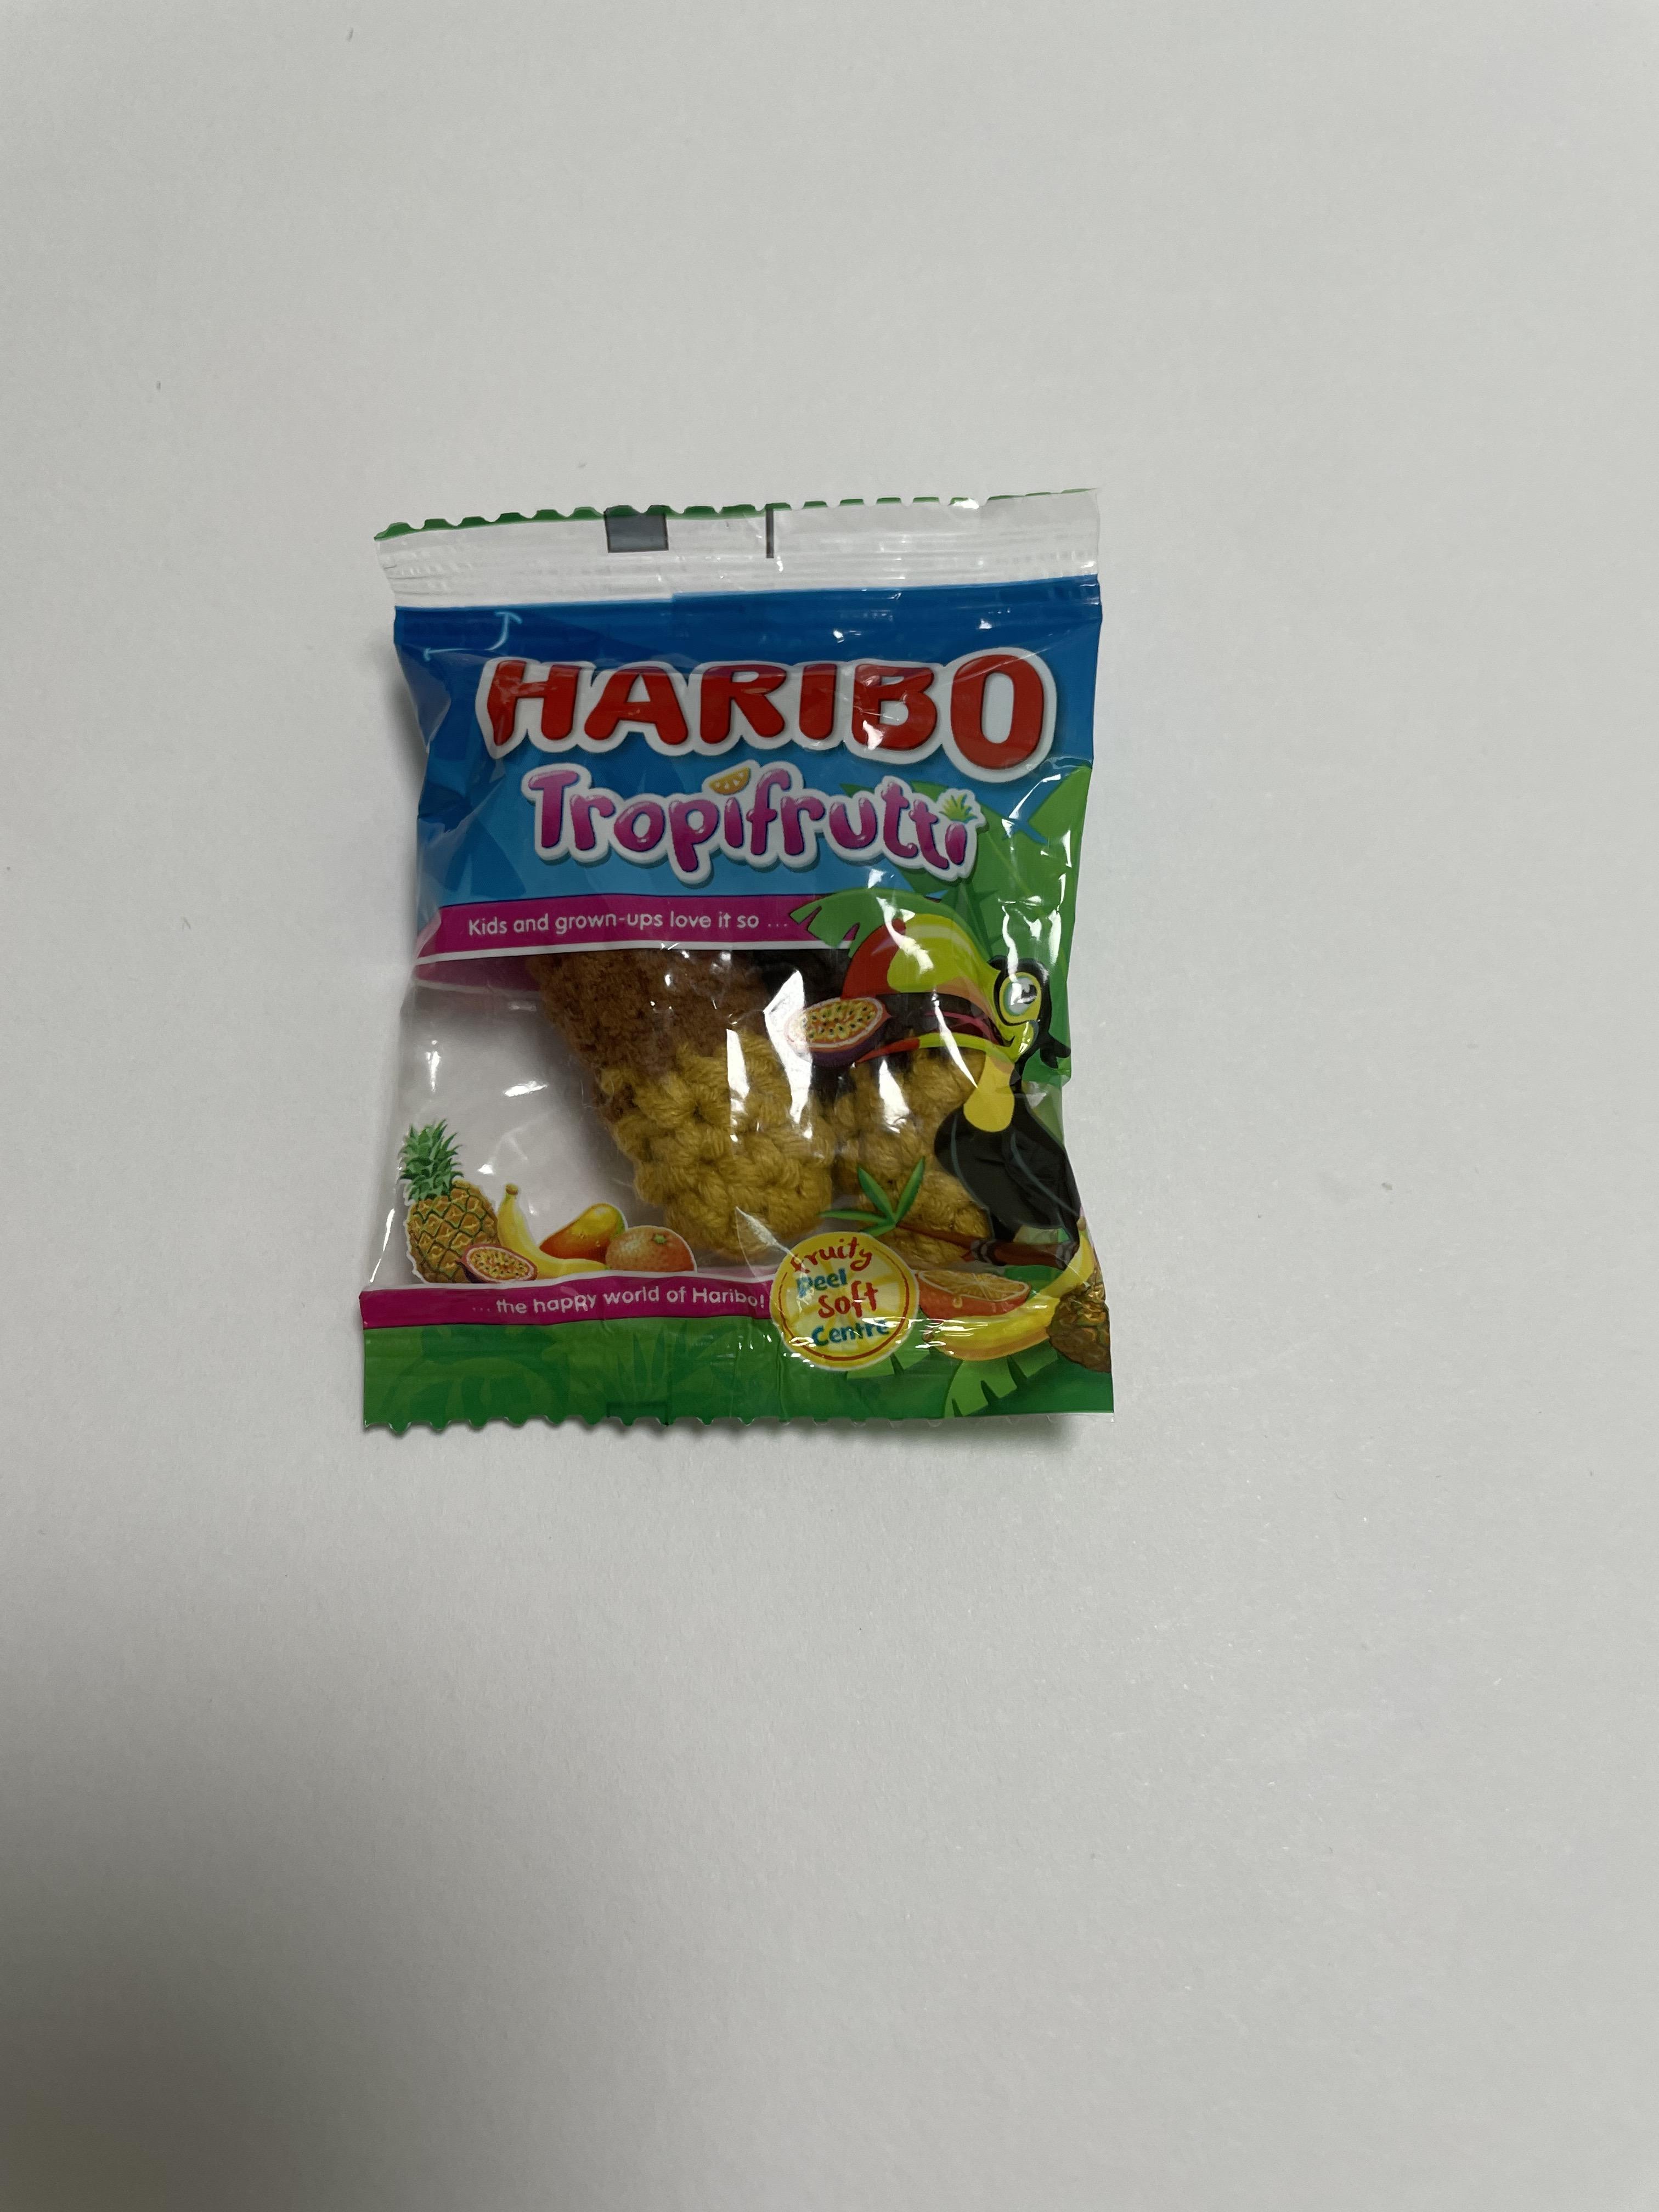 HARIBO
Tropifrutti
Kids and grown-ups love it so ...
... the happy world of Haribo!
fruity
Peel
Soft
Centre